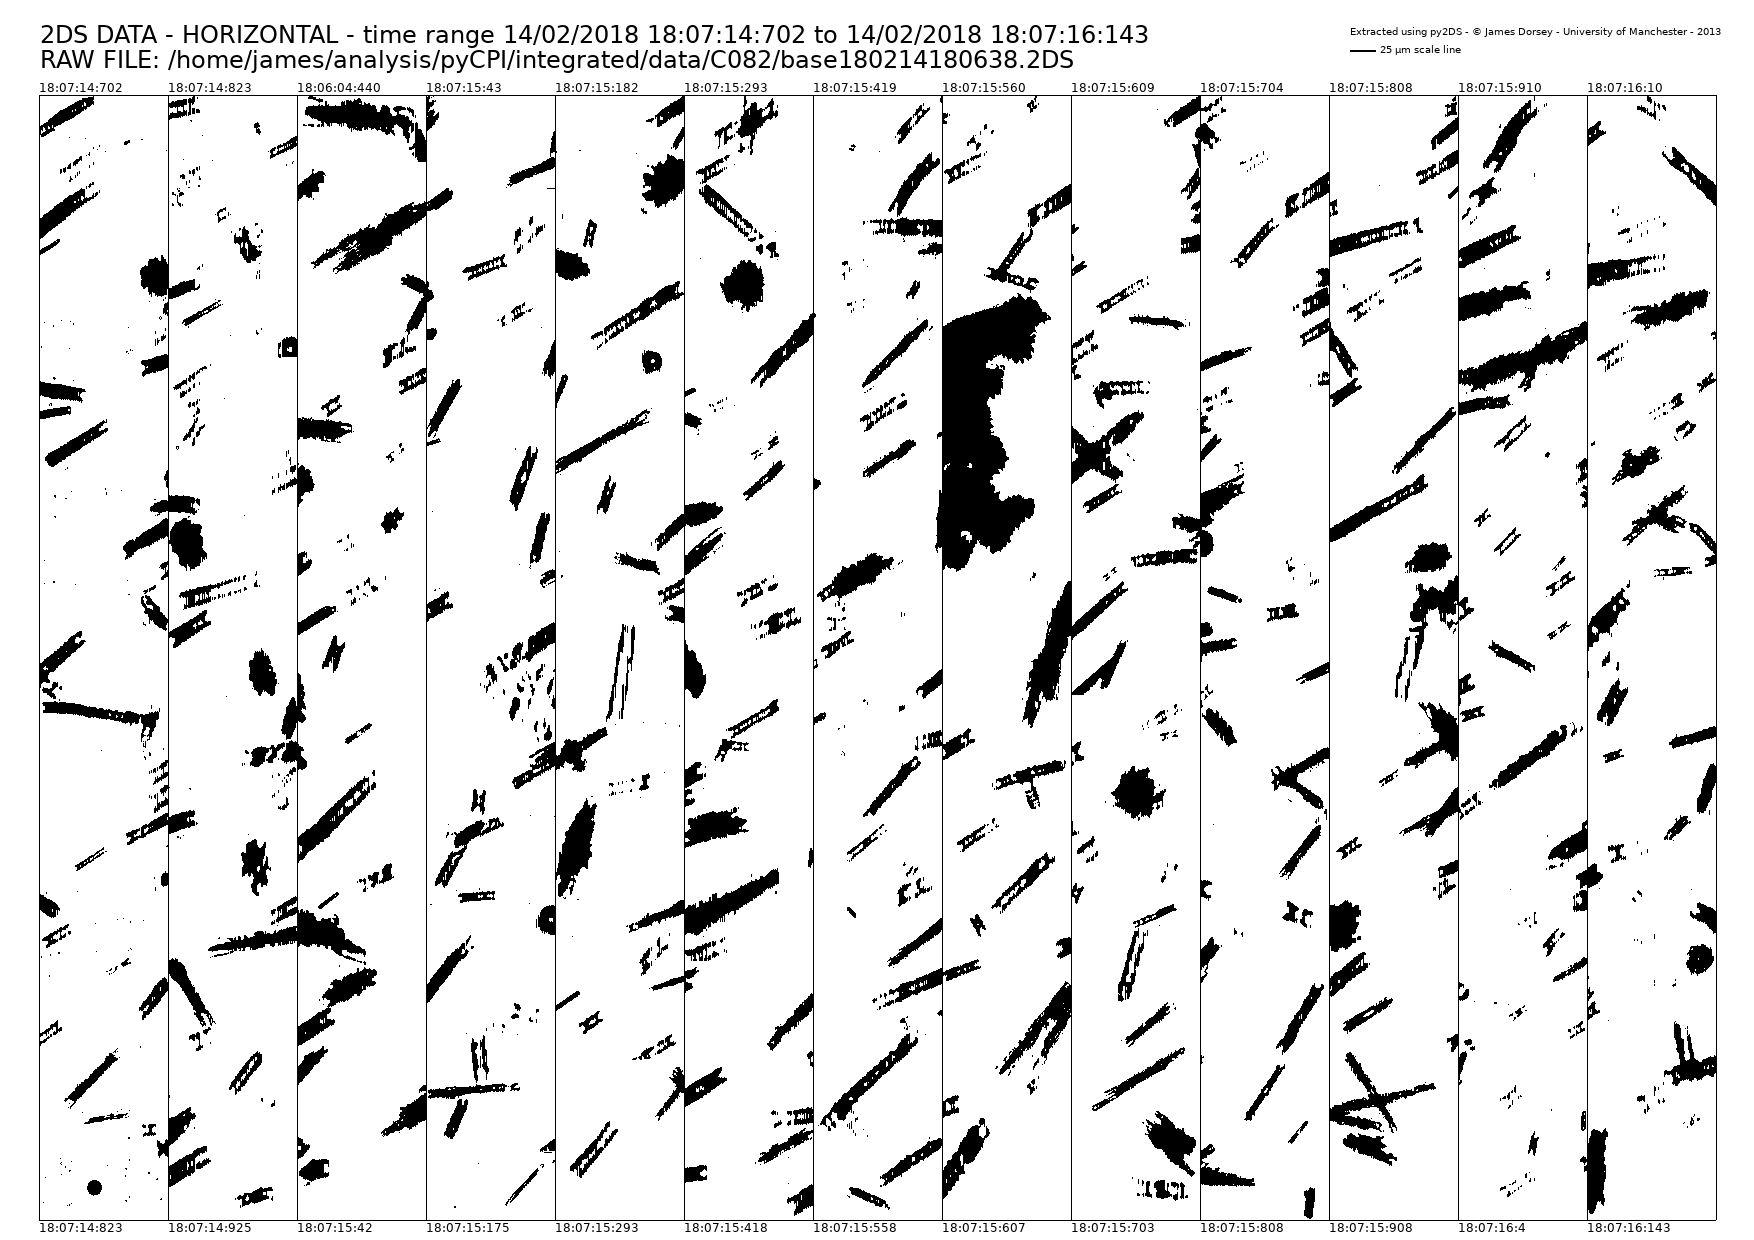 2DS DATA - HORIZONTAL - time range 14/02/2018 18:07:14:702 to 14/02/2018 18:07:16:143
RAW FILE: /home/james/analysis/pyCPI/integrated/data/C082/base180214180638.2DS
Extracted using py2DS - © James Dorsey - University of Manchester - 2013
25 µm scale line
18:07:14:702 18:07:14:823 18:06:04:440 18:07:15:43 18:07:15:182 18:07:15:293 18:07:15:419 18:07:15:560 18:07:15:609 18:07:15:704 18:07:15:808 18:07:15:910 18:07:16:10
18:07:14:823 18:07:14:925 18:07:15:42 18:07:15:175 18:07:15:293 18:07:15:418 18:07:15:558 18:07:15:607 18:07:15:703 18:07:15:808 18:07:15:908 18:07:16:4 18:07:16:143